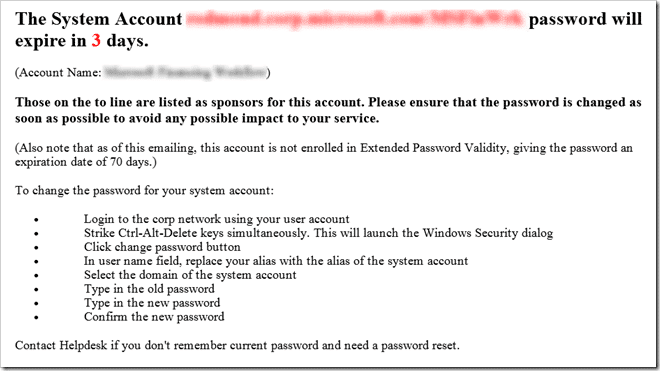 The System Account password will
expire in 3 days.
(Account Name: )
Those on the to line are listed as sponsors for this account. Please ensure that the password is changed as
soon as possible to avoid any possible impact to your service.
(Also note that as of this emailing, this account is not enrolled in Extended Password Validity, giving the password an
expiration date of 70 days.)
To change the password for your system account:
• Login to the corp network using your user account
• Strike Ctrl-Alt-Delete keys simultaneously. This will launch the Windows Security dialog
• Click change password button
• In user name field, replace your alias with the alias of the system account
• Select the domain of the system account
• Type in the old password
• Type in the new password
• Confirm the new password
Contact Helpdesk if you don't remember current password and need a password reset.